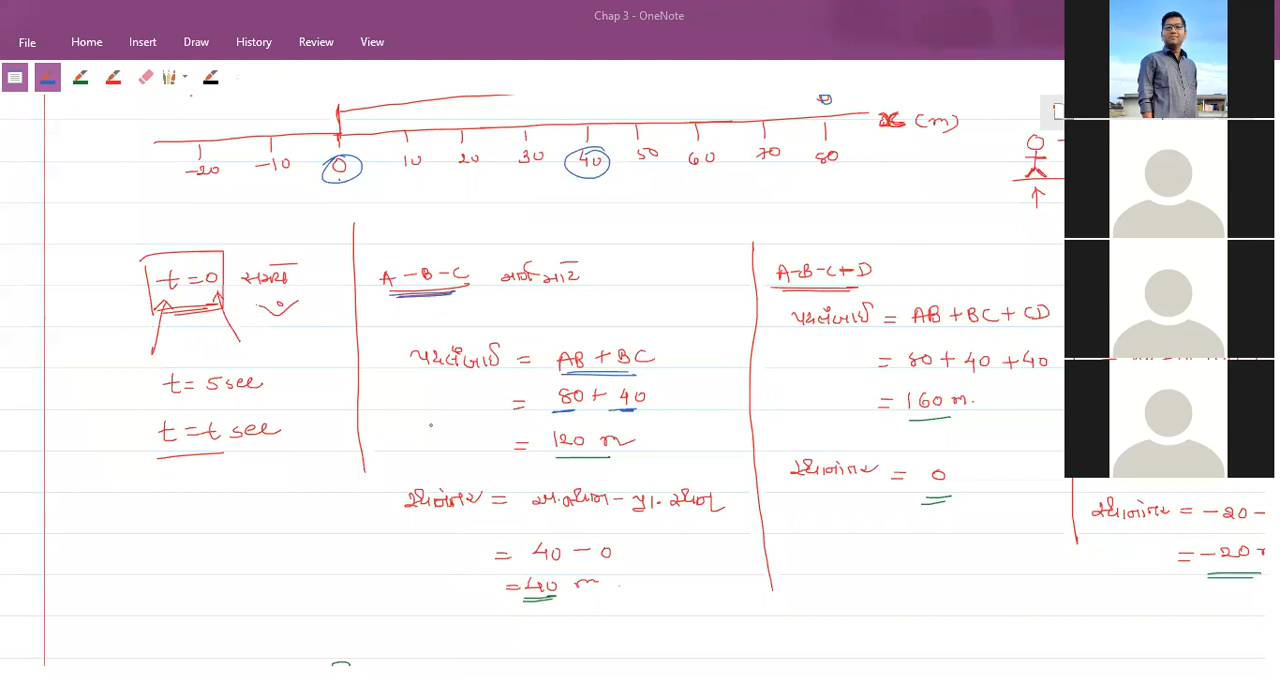 Chap 3 - OneNote
File Home Insert Draw History Review View
x (m)
-20 -10 0 10 20 30 40 50 60 70 80
t = 0 સમય
t = 5 sec
t = t sec
A - B - C માર્ગ માટે
પથલંબાઈ = AB + BC
= 80 + 40
= 120 m
સ્થાનાંતર = અ.સ્થાન - પ્રા. સ્થાન
= 40 - 0
= 40 m
A-B-C-D
પથલંબાઈ = AB + BC + CD
= 80 + 40 + 40
= 160 m.
સ્થાનાંતર = 0
સ્થાનાંતર = -20 -
= -20